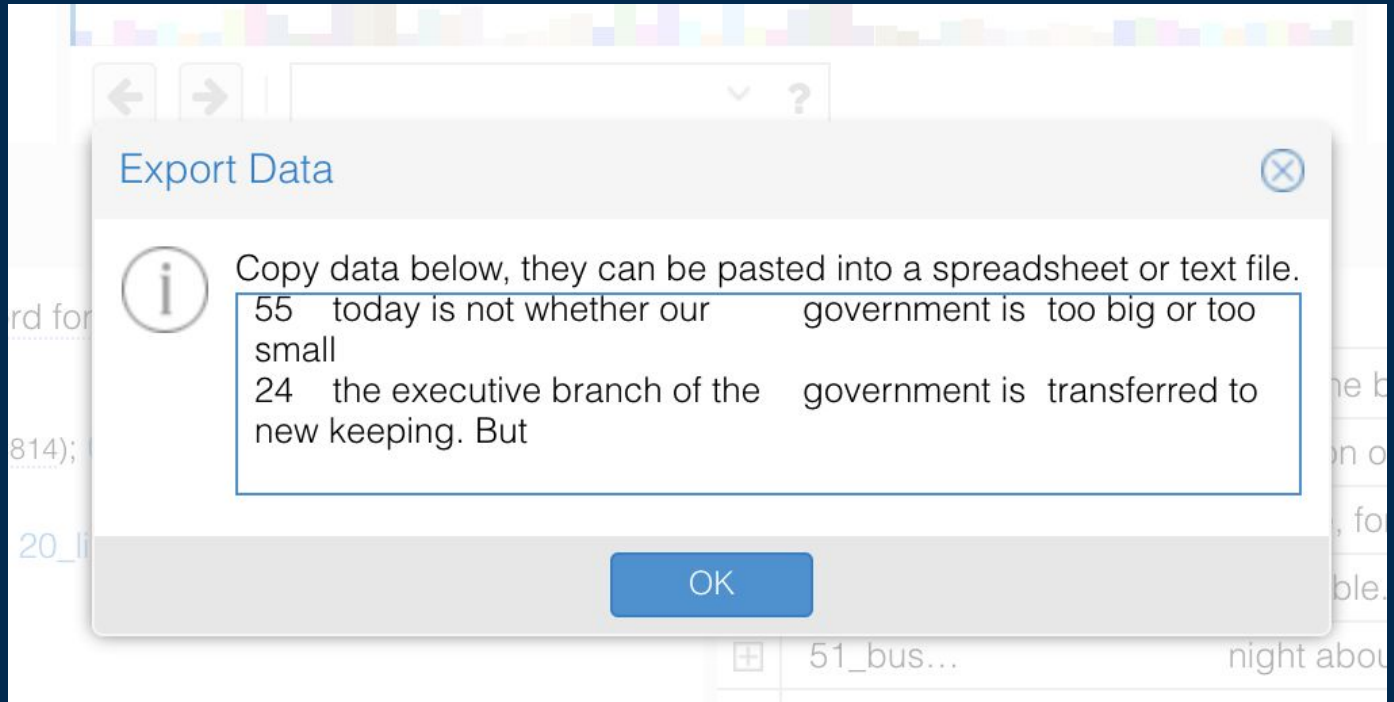 ?
Export Data
Copy data below, they can be pasted into a spreadsheet or text file.
55 today is not whether our government is too big or too
small
24 the executive branch of the government is transferred to
new keeping. But
OK
rd for
814);
20_li
ne b
on o
, for
ble.
51_bus... night abou